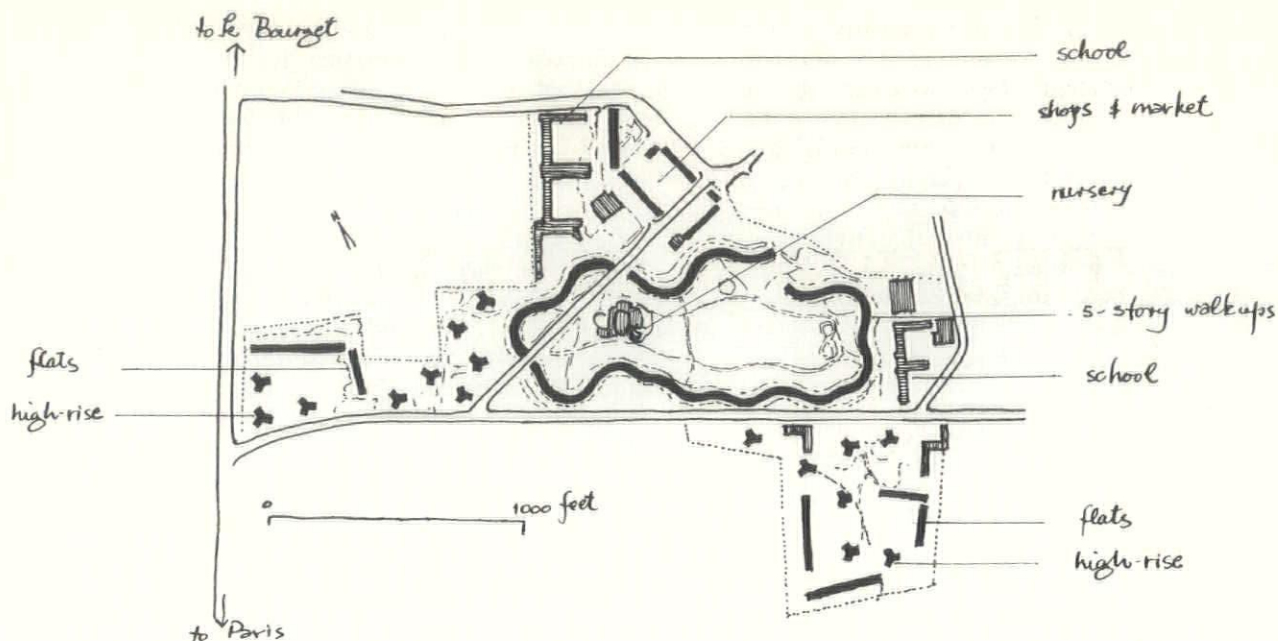 to Le Bourget
school
shops & market
nursery
N
5-story walkups
flats
school
high-rise
0
1000 feet
flats
high-rise
to Paris